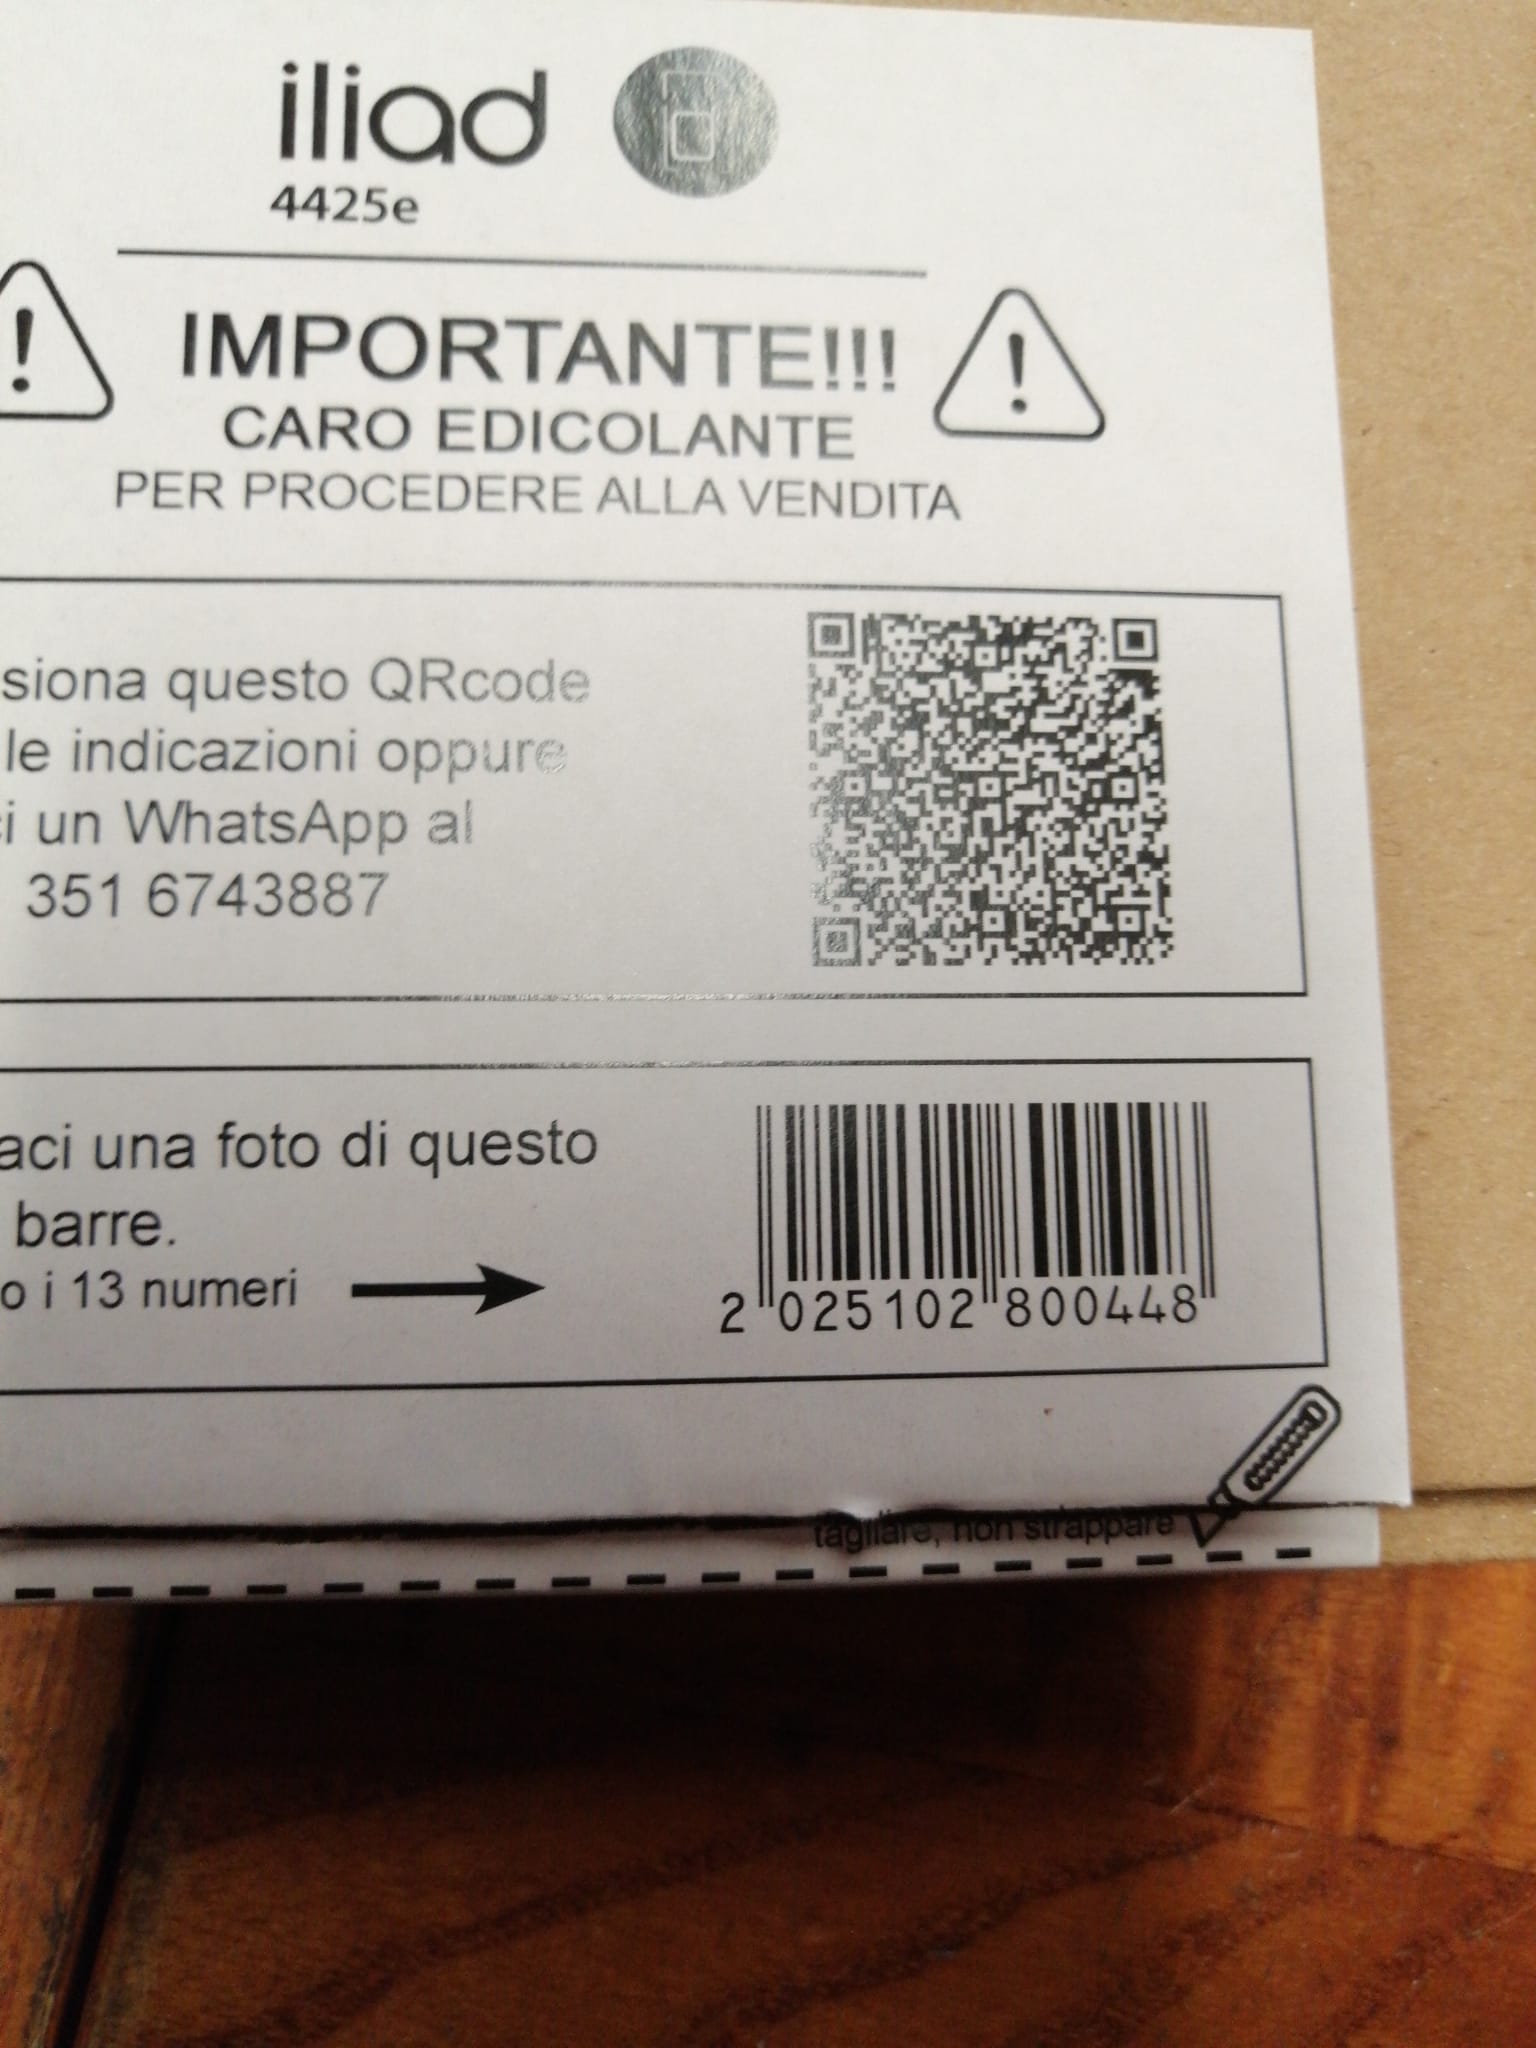 iliad
4425e
IMPORTANTE!!!
CARO EDICOLANTE
PER PROCEDERE ALLA VENDITA
siona questo QRcode
le indicazioni oppure
ci un WhatsApp al
351 6743887
aci una foto di questo
barre.
o i 13 numeri
2 025102 800448
tagliare, non strappare